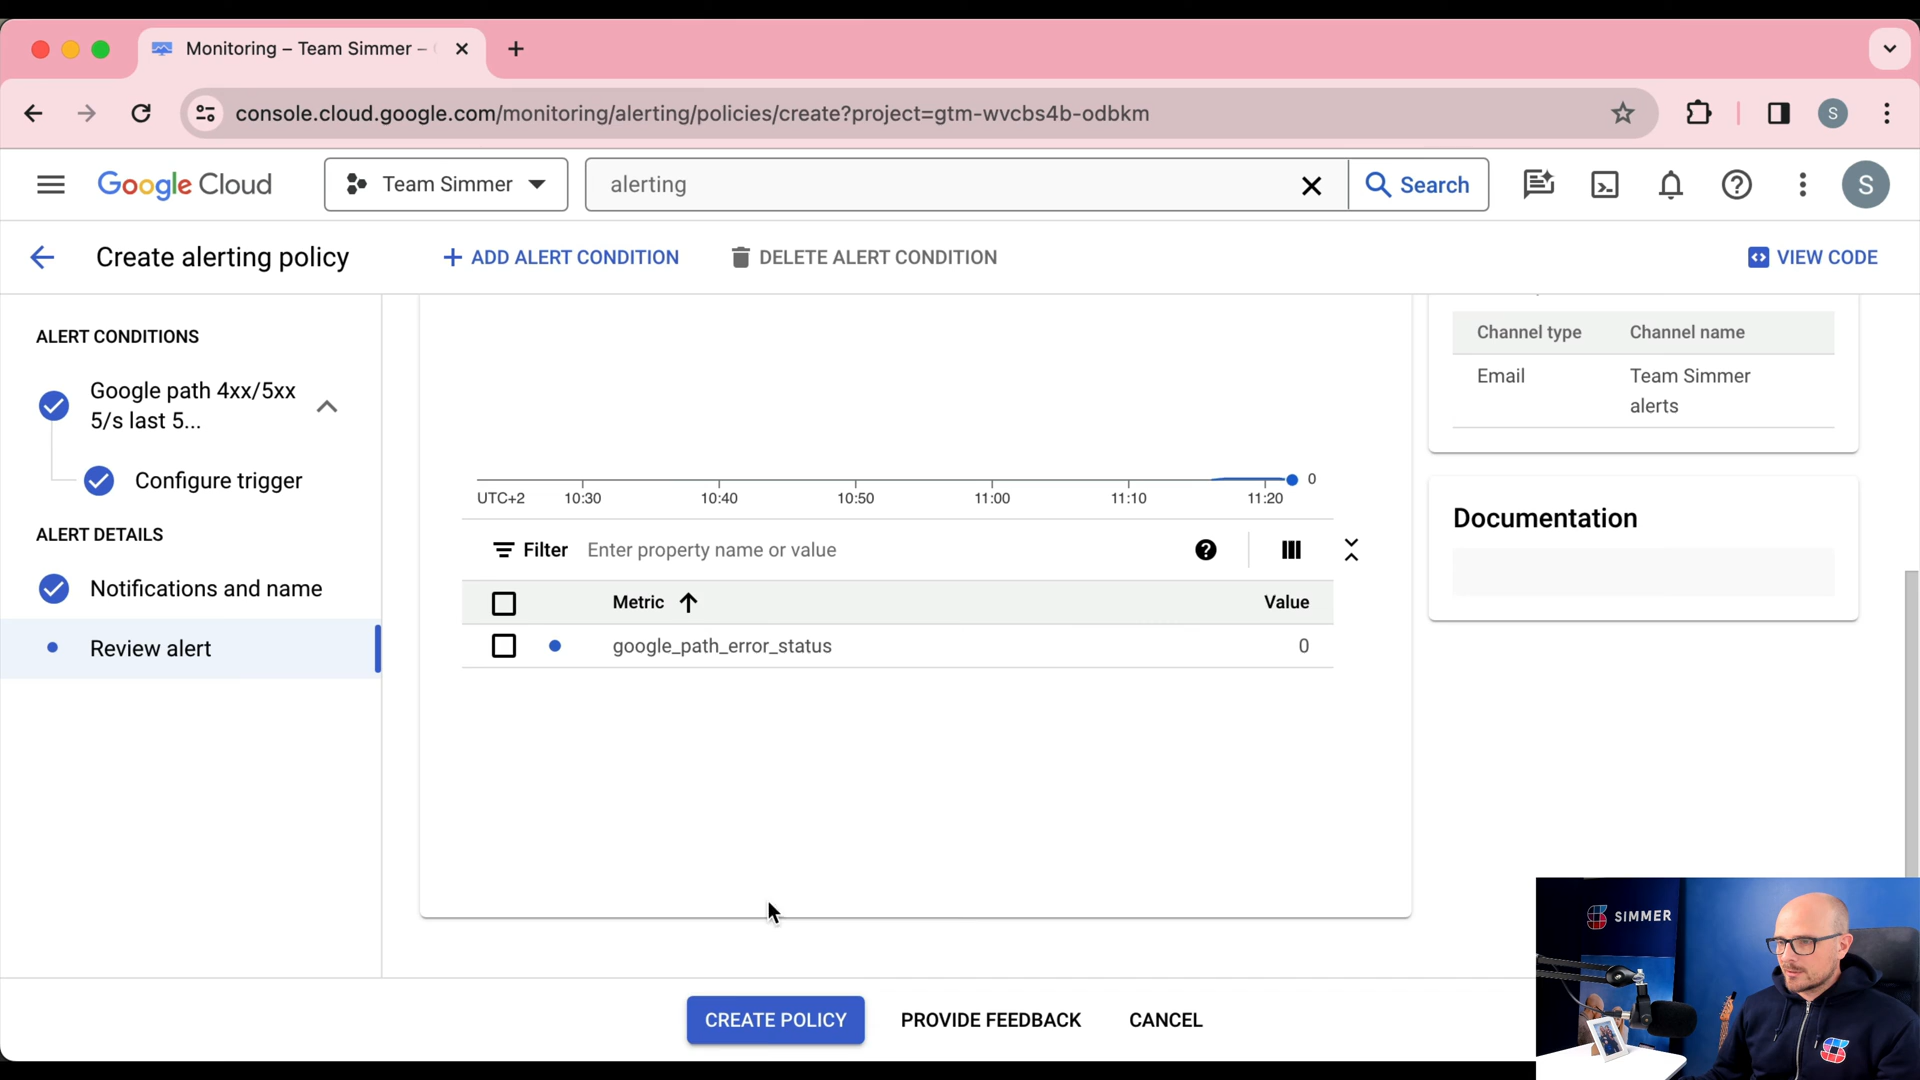 Monitoring – Team Simmer –
console.cloud.google.com/monitoring/alerting/policies/create?project=gtm-wvcbs4b-odbkm
S
Google Cloud
Team Simmer
alerting
Search
S
Create alerting policy
ADD ALERT CONDITION
DELETE ALERT CONDITION
VIEW CODE
ALERT CONDITIONS
Google path 4xx/5xx
5/s last 5...
Configure trigger
ALERT DETAILS
Notifications and name
Review alert
UTC+2 10:30 10:40 10:50 11:00 11:10 11:20 0
Filter Enter property name or value
Metric Value
google_path_error_status 0
Channel type Channel name
Email Team Simmer
alerts
Documentation
CREATE POLICY
PROVIDE FEEDBACK
CANCEL
SIMMER